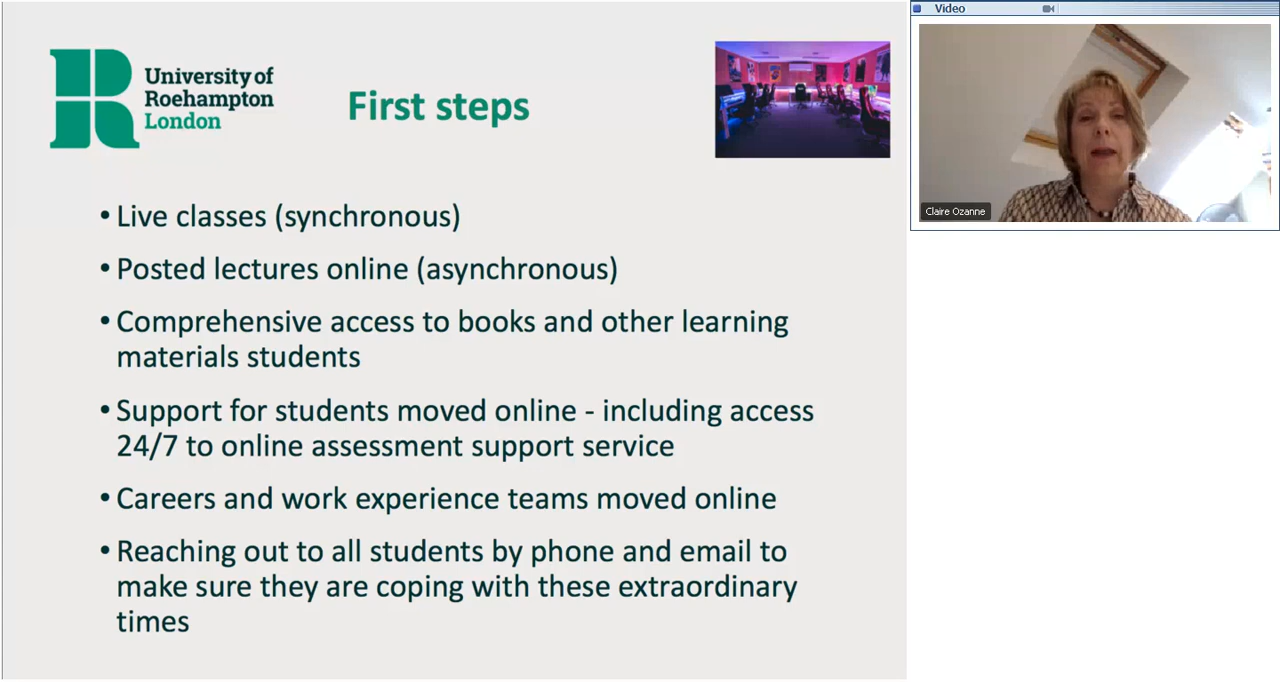 University of
Roehampton
London
First steps
• Live classes (synchronous)
• Posted lectures online (asynchronous)
• Comprehensive access to books and other learning
materials students
• Support for students moved online - including access
24/7 to online assessment support service
• Careers and work experience teams moved online
• Reaching out to all students by phone and email to
make sure they are coping with these extraordinary
times
Video
Claire Ozanne